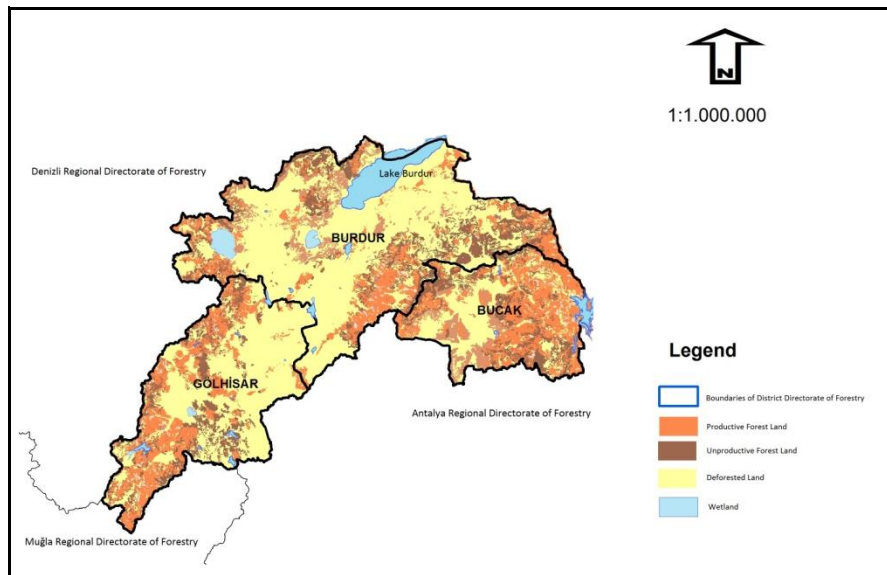 N
1:1.000.000
Denizli Regional Directorate of Forestry
Lake Burdur
BURDUR
BUCAK
GÖLHİSAR
Legend
Boundaries of District Directorate of Forestry
Antalya Regional Directorate of Forestry
Productive Forest Land
Unproductive Forest Land
Deforested Land
Wetland
Muğla Regional Directorate of Forestry